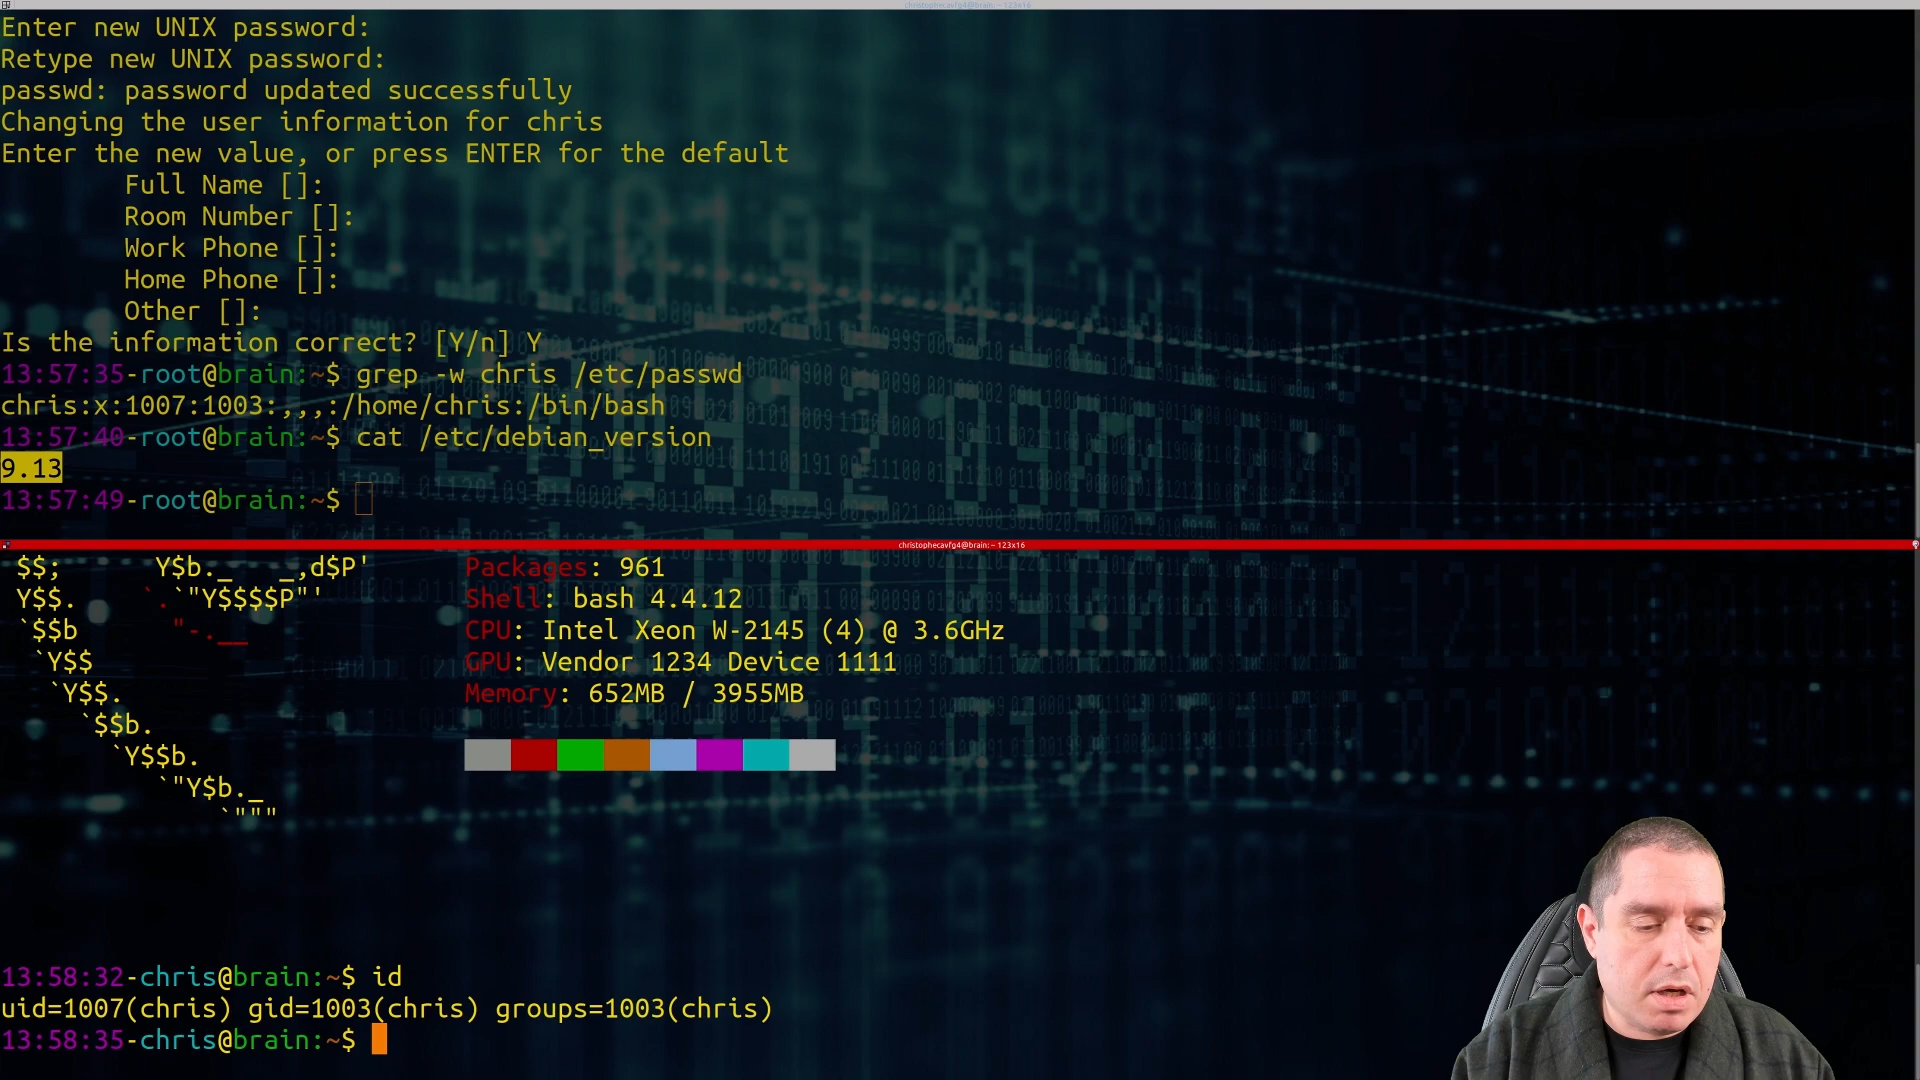 christophecavfg4@brain: ~ 123x16
Enter new UNIX password:
Retype new UNIX password:
passwd: password updated successfully
Changing the user information for chris
Enter the new value, or press ENTER for the default
        Full Name []:
        Room Number []:
        Work Phone []:
        Home Phone []:
        Other []:
Is the information correct? [Y/n] Y
13:57:35-root@brain:~$ grep -w chris /etc/passwd
chris:x:1007:1003:,,,:/home/chris:/bin/bash
13:57:40-root@brain:~$ cat /etc/debian_version
9.13
13:57:49-root@brain:~$
christophecavfg4@brain: ~ 123x16
 $$;      Y$b._   _,d$P'      Packages: 961
 Y$$.    `.`"Y$$$$P"'         Shell: bash 4.4.12
 `$$b      "-.__              CPU: Intel Xeon W-2145 (4) @ 3.6GHz
  `Y$$                        GPU: Vendor 1234 Device 1111
   `Y$$.                      Memory: 652MB / 3955MB
     `$$b.
       `Y$$b.
          `"Y$b._
              `"""
13:58:32-chris@brain:~$ id
uid=1007(chris) gid=1003(chris) groups=1003(chris)
13:58:35-chris@brain:~$